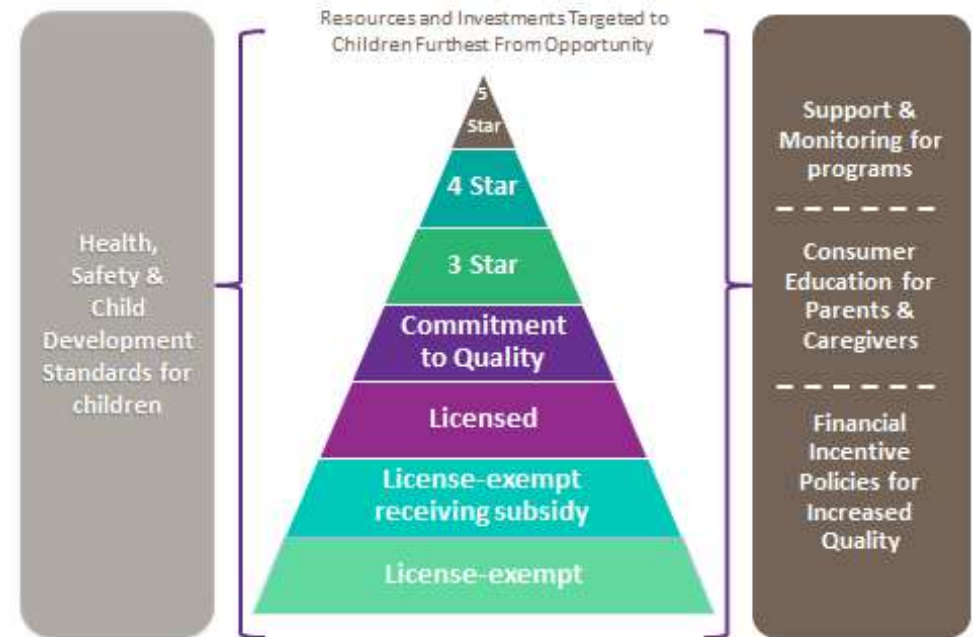 Resources and Investments Targeted to
Children Furthest From Opportunity
Health,
Safety &
Child
Development
Standards for
children
5
Star
4 Star
3 Star
Commitment
to Quality
Licensed
License-exempt
receiving subsidy
License-exempt
Support &
Monitoring for
programs
Consumer
Education for
Parents &
Caregivers
Financial
Incentive
Policies for
Increased
Quality